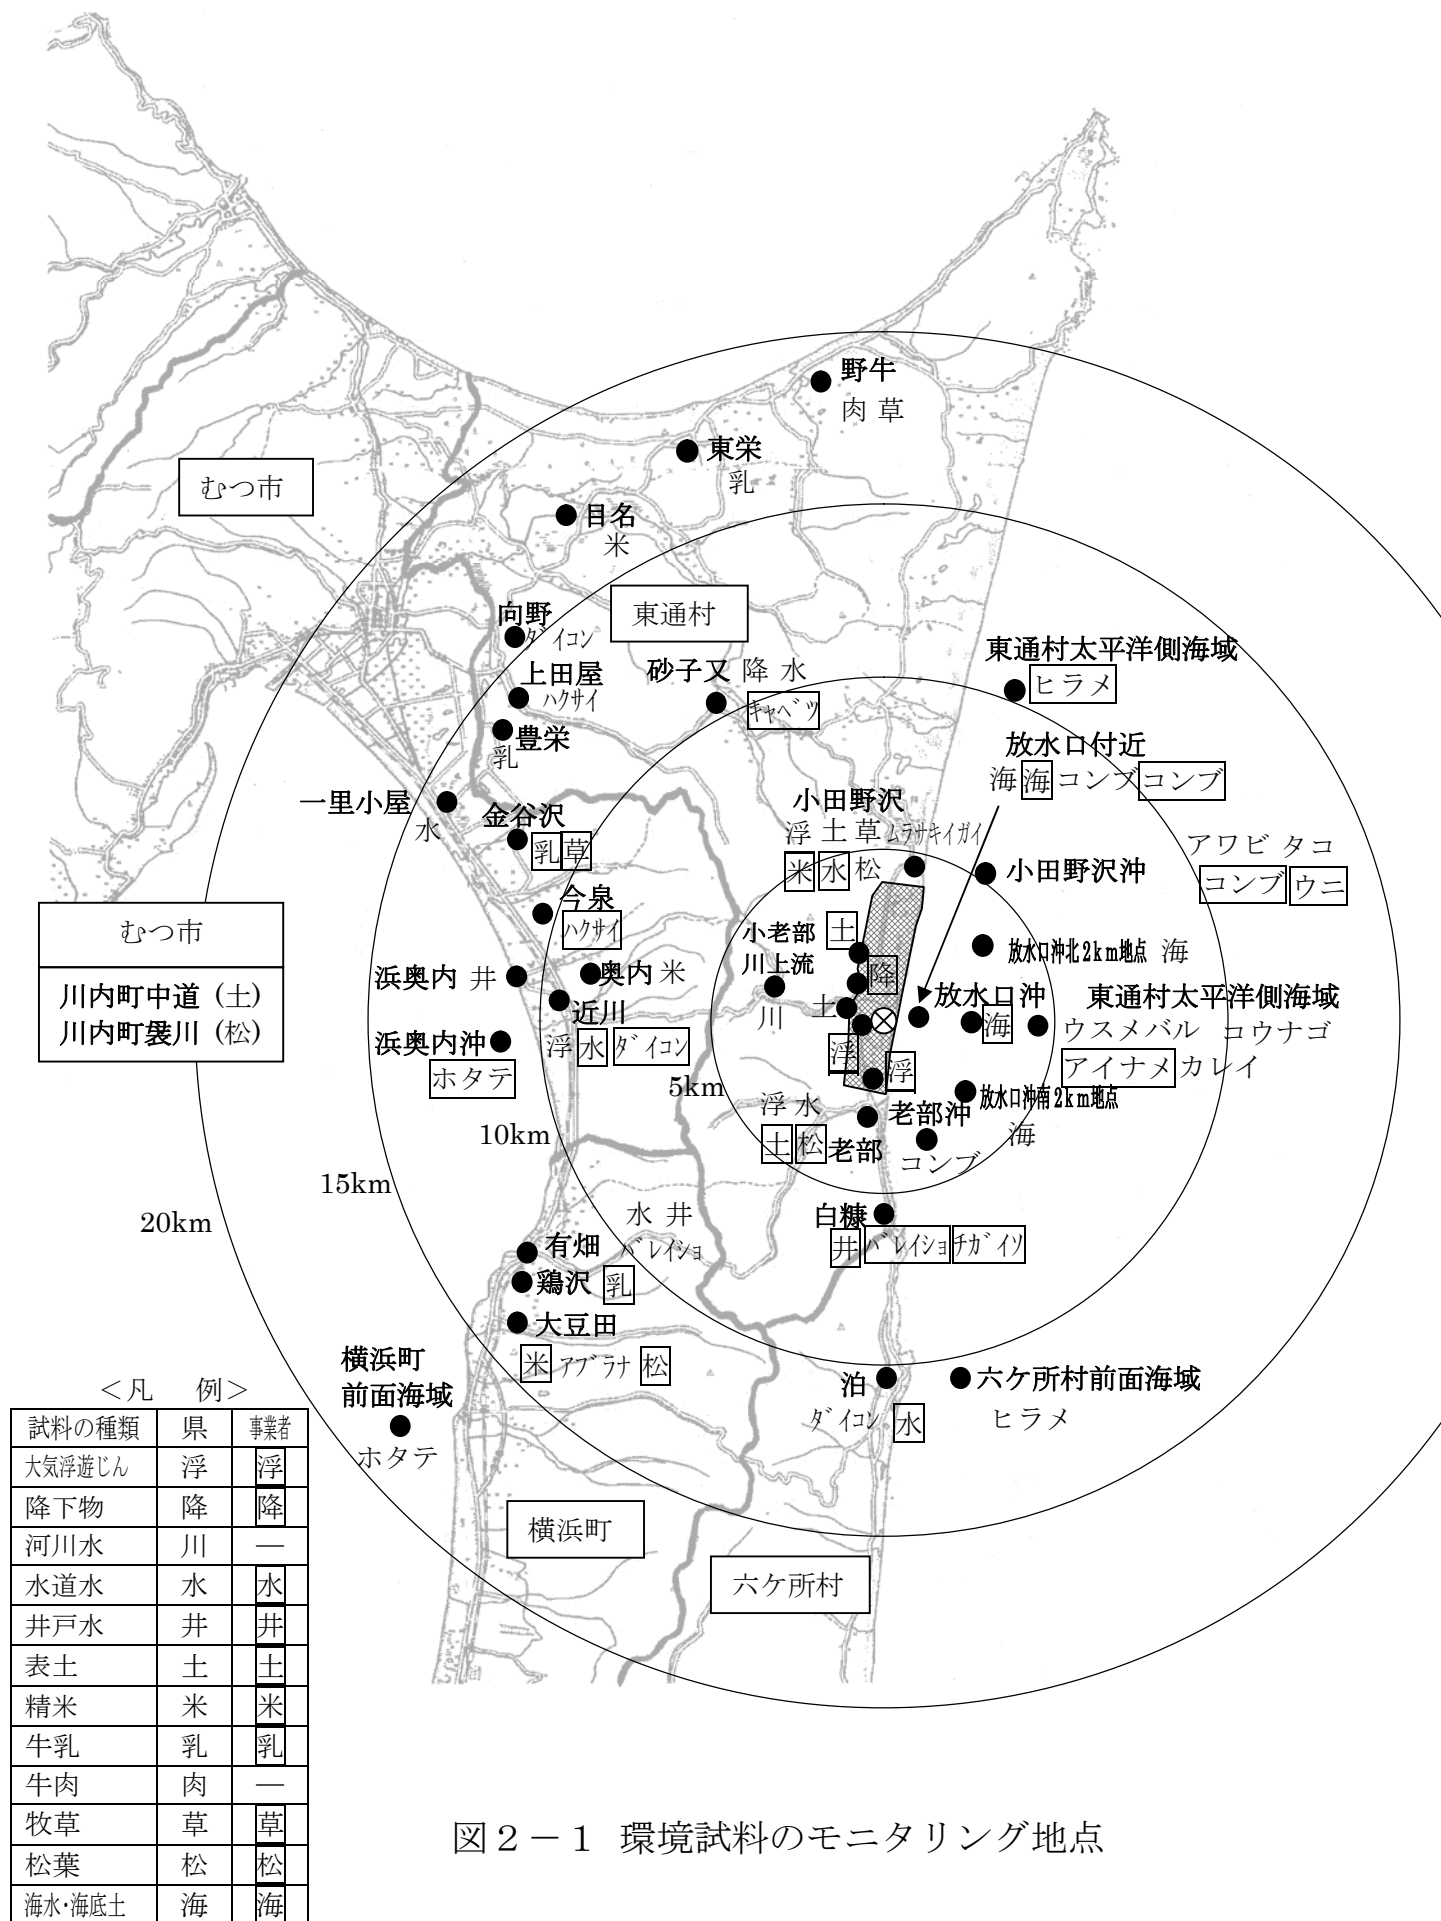 野牛
肉 草
東栄
乳
むつ市
目名
米
東通村
向野
ダイコン
上田屋
ハクサイ
砂子又 降 水
キャベツ
東通村太平洋側海域
ヒラメ
豊栄
乳
放水口付近
海 海 コンブ コンブ
一里小屋
水
金谷沢
乳 草
小田野沢
浮 土 草 ムラサキイガイ
米 水 松
アワビ タコ
コンブ ウニ
小田野沢沖
今泉
ハクサイ
むつ市
川内町中道 (土)
川内町袰川 (松)
小老部
川上流
川
土
降
土
浮
浮
放水口沖北2km地点 海
浜奥内 井
奥内 米
近川
浮 水 ダイコン
放水口沖
海
東通村太平洋側海域
ウスメバル コウナゴ
アイナメ カレイ
浜奥内沖
ホタテ
5km
浮 水
土 松 老部
老部沖
コンブ
放水口沖南2km地点
海
10km
15km
20km
白糠
井 バレイショ チガイソ
水 井
有畑 バレイショ
鶏沢 乳
大豆田
米 アブラナ 松
横浜町
前面海域
ホタテ
泊
ダイコン 水
六ケ所村前面海域
ヒラメ
横浜町
六ケ所村
＜凡 例＞
試料の種類 県 事業者
大気浮遊じん 浮 浮
降下物 降 降
河川水 川 ―
水道水 水 水
井戸水 井 井
表土 土 土
精米 米 米
牛乳 乳 乳
牛肉 肉 ―
牧草 草 草
松葉 松 松
海水・海底土 海 海
図２－１ 環境試料のモニタリング地点